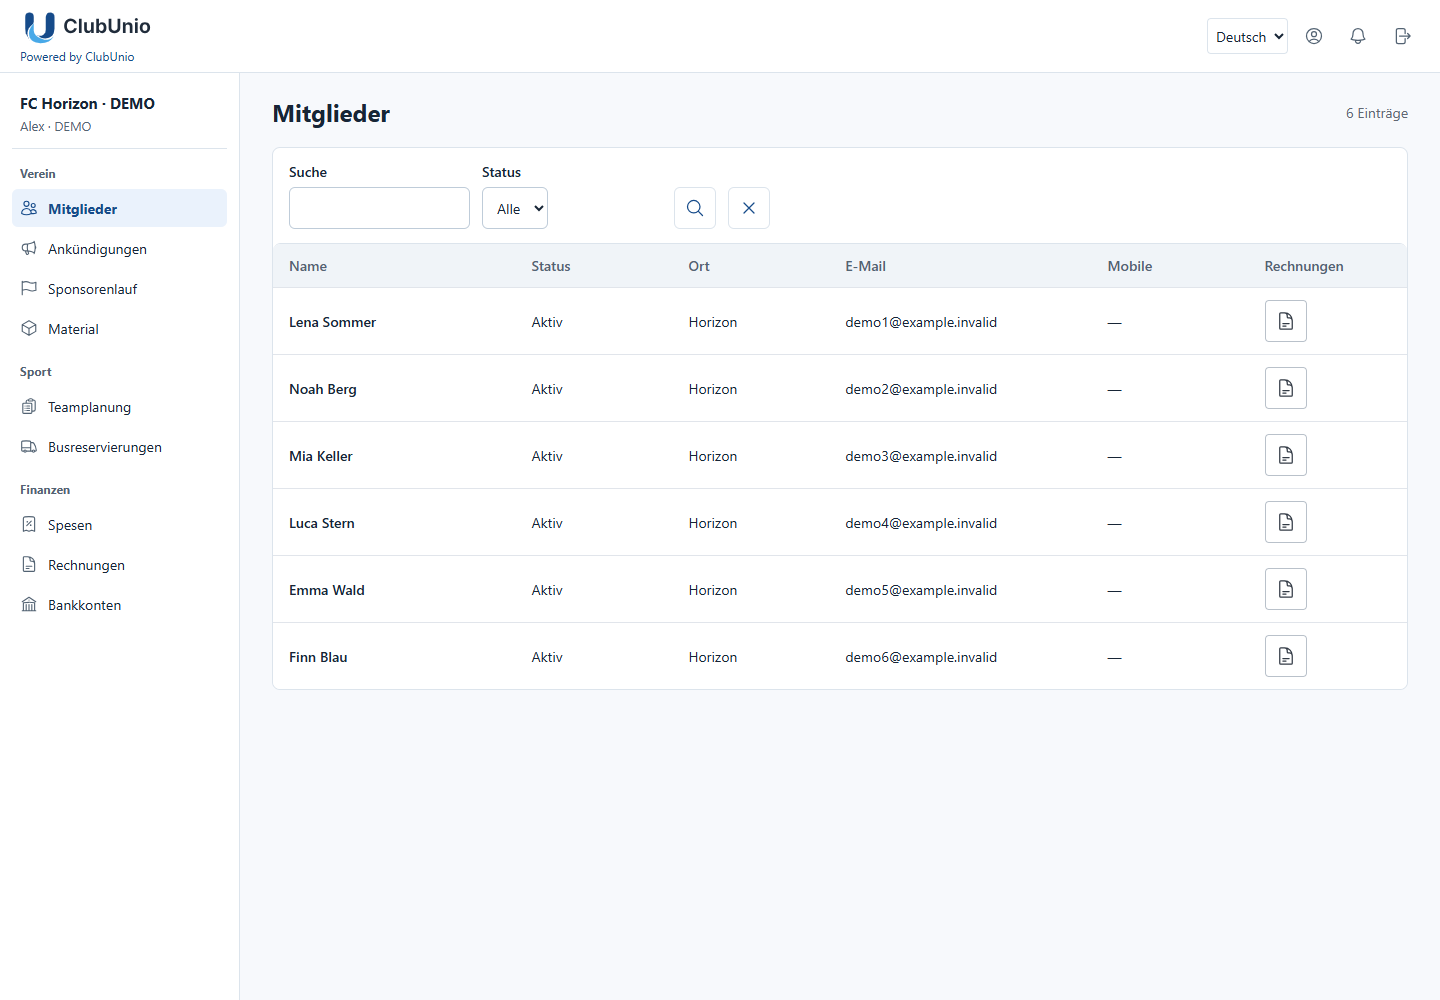 ClubUnio
Powered by ClubUnio
Deutsch
FC Horizon · DEMO
Alex · DEMO
Verein
Mitglieder
Ankündigungen
Sponsorenlauf
Material
Sport
Teamplanung
Busreservierungen
Finanzen
Spesen
Rechnungen
Bankkonten
Mitglieder
6 Einträge
Suche Status
Alle
Name Status Ort E-Mail Mobile Rechnungen
Lena Sommer Aktiv Horizon demo1@example.invalid —
Noah Berg Aktiv Horizon demo2@example.invalid —
Mia Keller Aktiv Horizon demo3@example.invalid —
Luca Stern Aktiv Horizon demo4@example.invalid —
Emma Wald Aktiv Horizon demo5@example.invalid —
Finn Blau Aktiv Horizon demo6@example.invalid —